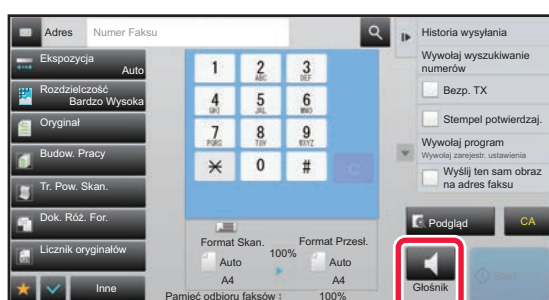 Adres Numer Faksu
Ekspozycja
Auto
Rozdzielczość
Bardzo Wysoka
Oryginał
Budow. Pracy
Tr. Pow. Skan.
Dok. Róż. For.
Licznik oryginałów
Inne
1 2 3
ABC DEF
4 5 6
GHI JKL MNO
7 8 9
PQRS TUV WXYZ
0 #
C
Format Skan. Format Przesł.
100%
Auto Auto
A4 A4
Pamięć odbioru faksów : 100%
Historia wysyłania
Wywołaj wyszukiwanie
numerów
Bezp. TX
Stempel potwierdzaj.
Wywołaj program
Wywołaj zarejestr. ustawienia
Wyślij ten sam obraz
na adres faksu
Podgląd CA
Głośnik
Start